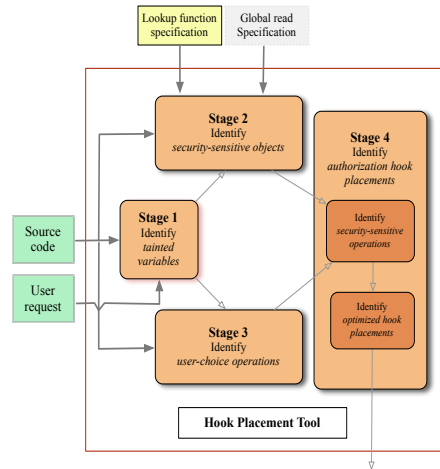 Lookup function
specification
Global read
Specification
Stage 2
Identify
security-sensitive objects
Stage 4
Identify
authorization hook
placements
Stage 1
Identify
tainted
variables
Identify
security-sensitive
operations
Source
code
User
request
Identify
optimized hook
placements
Stage 3
Identify
user-choice operations
Hook Placement Tool